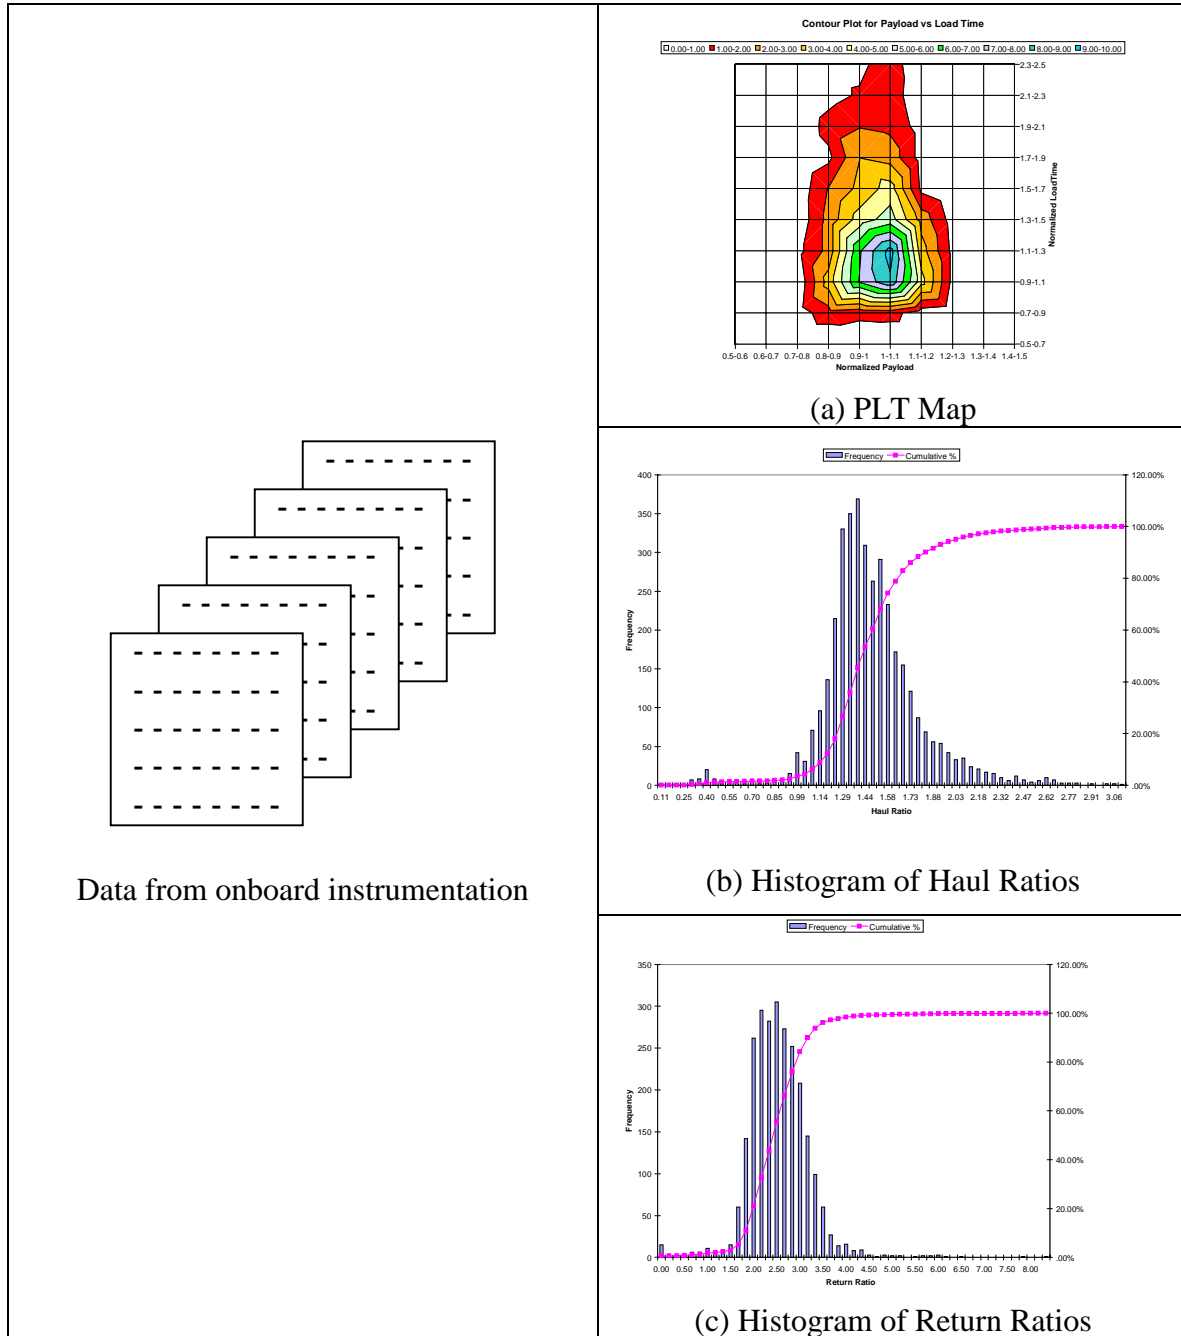 Data from onboard instrumentation
Contour Plot for Payload vs Load Time
0.00-1.00 1.00-2.00 2.00-3.00 3.00-4.00 4.00-5.00 5.00-6.00 6.00-7.00 7.00-8.00 8.00-9.00 9.00-10.00
2.3-2.5
2.1-2.3
1.9-2.1
1.7-1.9
1.5-1.7
1.3-1.5
1.1-1.3
0.9-1.1
0.7-0.9
0.5-0.7
Normalized LoadTime
0.5-0.6 0.6-0.7 0.7-0.8 0.8-0.9 0.9-1 1-1.1 1.1-1.2 1.2-1.3 1.3-1.4 1.4-1.5
Normalized Payload
(a) PLT Map
Frequency Cumulative %
400
350
300
250
200
150
100
50
0
Frequency
120.00%
100.00%
80.00%
60.00%
40.00%
20.00%
.00%
0.11 0.25 0.40 0.55 0.70 0.85 0.99 1.14 1.29 1.44 1.58 1.73 1.88 2.03 2.18 2.32 2.47 2.62 2.77 2.91 3.06
Haul Ratio
(b) Histogram of Haul Ratios
Frequency Cumulative %
350
300
250
200
150
100
50
0
Frequency
120.00%
100.00%
80.00%
60.00%
40.00%
20.00%
.00%
0.00 0.50 1.00 1.50 2.00 2.50 3.00 3.50 4.00 4.50 5.00 5.50 6.00 6.50 7.00 7.50 8.00
Return Ratio
(c) Histogram of Return Ratios